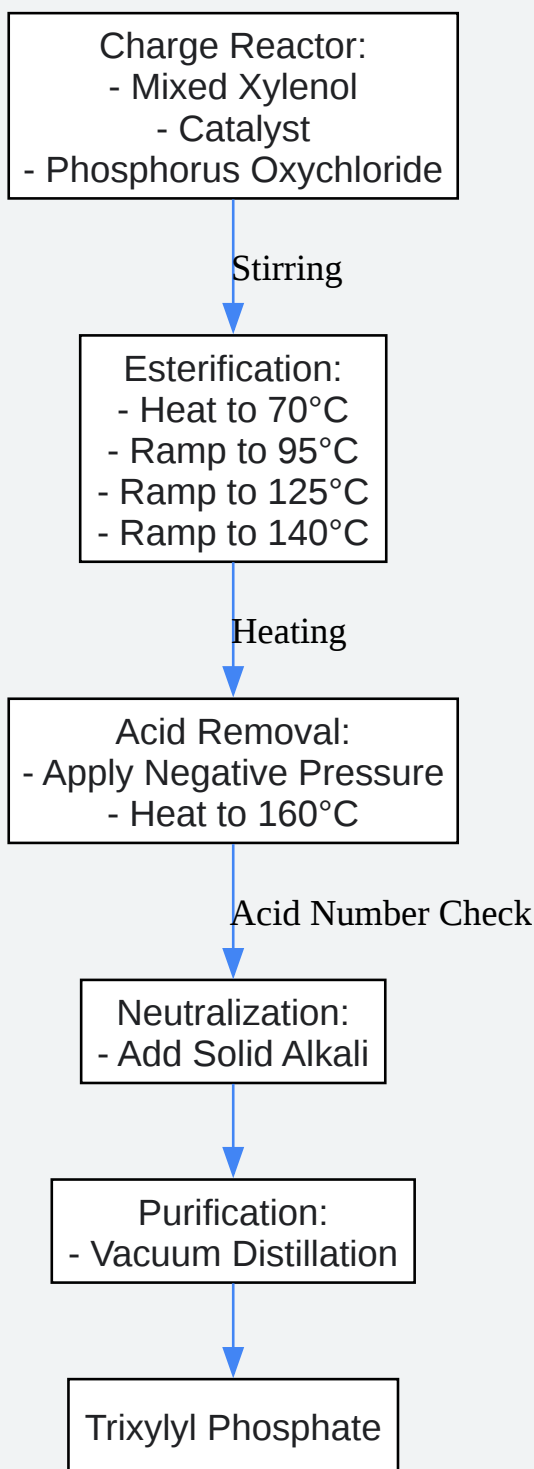 Charge Reactor:
- Mixed Xylenol
- Catalyst
- Phosphorus Oxychloride
Stirring
Esterification:
- Heat to 70°C
- Ramp to 95°C
- Ramp to 125°C
- Ramp to 140°C
Heating
Acid Removal:
- Apply Negative Pressure
- Heat to 160°C
Acid Number Check
Neutralization:
- Add Solid Alkali
Purification:
- Vacuum Distillation
Trixylyl Phosphate